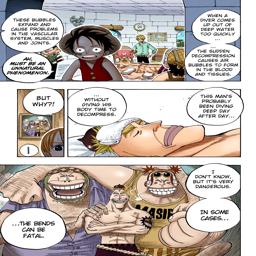 THESE BUBBLES
EXPAND AND
CAUSE PROBLEMS
IN THE VASCULAR
SYSTEM, MUSCLES
AND JOINTS.
IT
MUST BE AN
UNNATURAL
PHENOMENON.
WHEN A
DIVER COMES
UP OUT OF
DEEP WATER
TOO QUICKLY
...
THE SUDDEN
DECOMPRESSION
CAUSES AIR
BUBBLES TO FORM
IN THE BLOOD
AND TISSUES.
BUT
WHY?!
...
WITHOUT
GIVING HIS
BODY TIME TO
DECOMPRESS.
THIS MAN'S
PROBABLY
BEEN DIVING
DEEP DAY
AFTER DAY...
I
DON'T KNOW,
BUT IT'S VERY
DANGEROUS.
IN SOME
CASES...
MASIRA
...THE BENDS
CAN BE
FATAL.